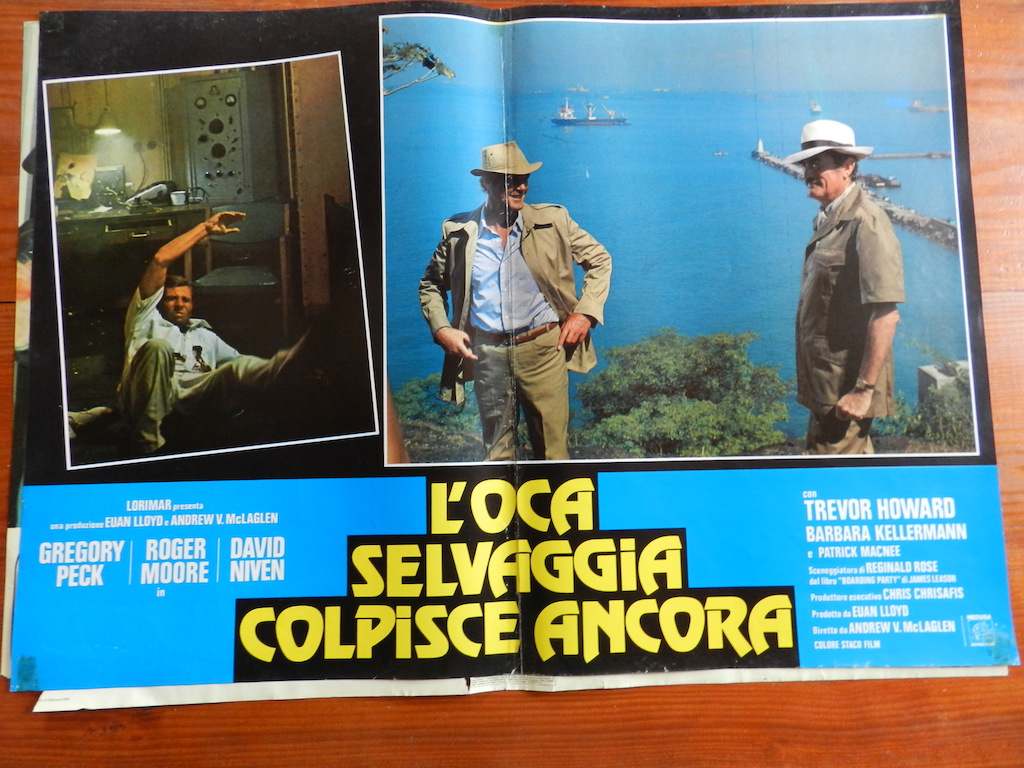 LORIMAR presenta
una produzione EUAN LLOYD e ANDREW V. McLAGLEN
GREGORY PECK
ROGER MOORE
DAVID NIVEN
in
L'OCA
SELVAGGIA
COLPISCE ANCORA
con
TREVOR HOWARD
BARBARA KELLERMANN
e PATRICK MACNEE
Sceneggiatura di REGINALD ROSE
dal libro "BOARDING PARTY" di JAMES LEASOR
Produttore esecutivo CHRIS CHRISAFIS
Prodotto da EUAN LLOYD
Diretto da ANDREW V. McLAGLEN
COLORE STACO FILM